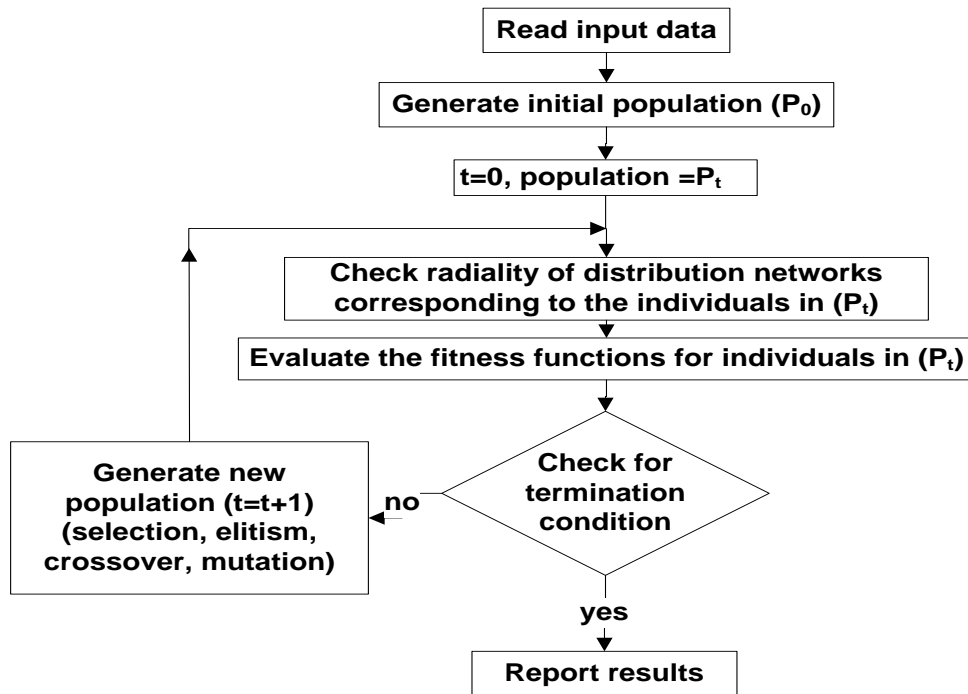 Read input data
Generate initial population (P₀)
t=0, population =Pₜ
Check radiality of distribution networks
corresponding to the individuals in (Pₜ)
Evaluate the fitness functions for individuals in (Pₜ)
Check for
termination
condition
no
Generate new
population (t=t+1)
(selection, elitism,
crossover, mutation)
yes
Report results